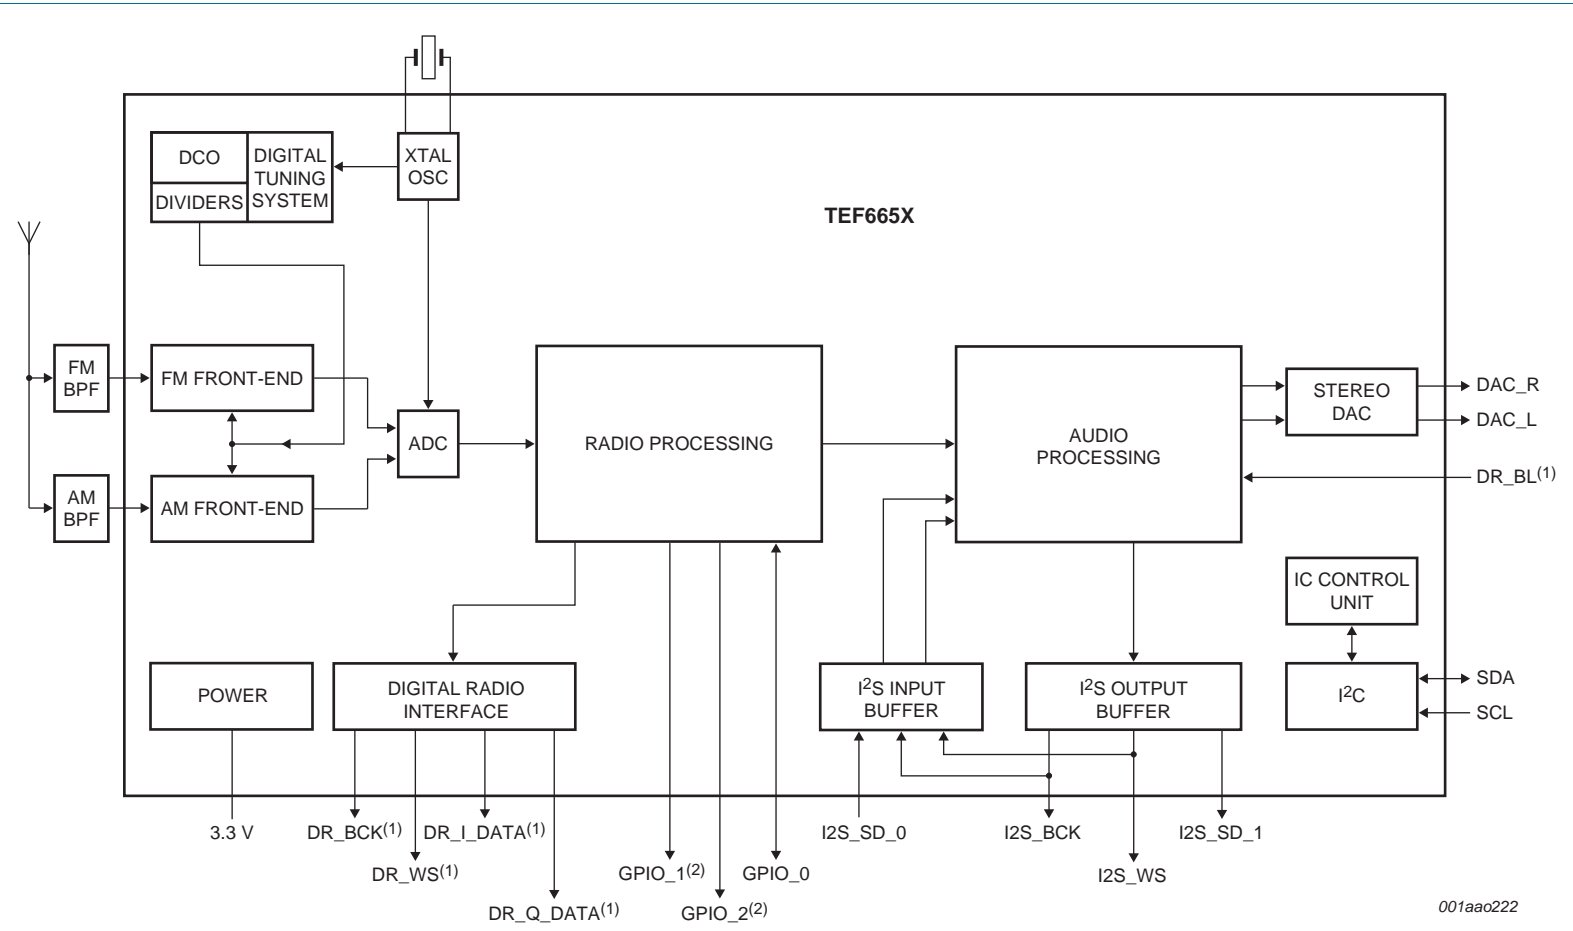 DCO
DIVIDERS
DIGITAL
TUNING
SYSTEM
XTAL
OSC
TEF665X
FM
BPF
FM FRONT-END
AM
BPF
AM FRONT-END
ADC
RADIO PROCESSING
AUDIO
PROCESSING
STEREO
DAC
DAC_R
DAC_L
DR_BL(1)
IC CONTROL
UNIT
I2C
SDA
SCL
POWER
DIGITAL RADIO
INTERFACE
I2S INPUT
BUFFER
I2S OUTPUT
BUFFER
3.3 V
DR_BCK(1)
DR_WS(1)
DR_I_DATA(1)
DR_Q_DATA(1)
GPIO_1(2)
GPIO_2(2)
GPIO_0
I2S_SD_0
I2S_BCK
I2S_WS
I2S_SD_1
001aao222